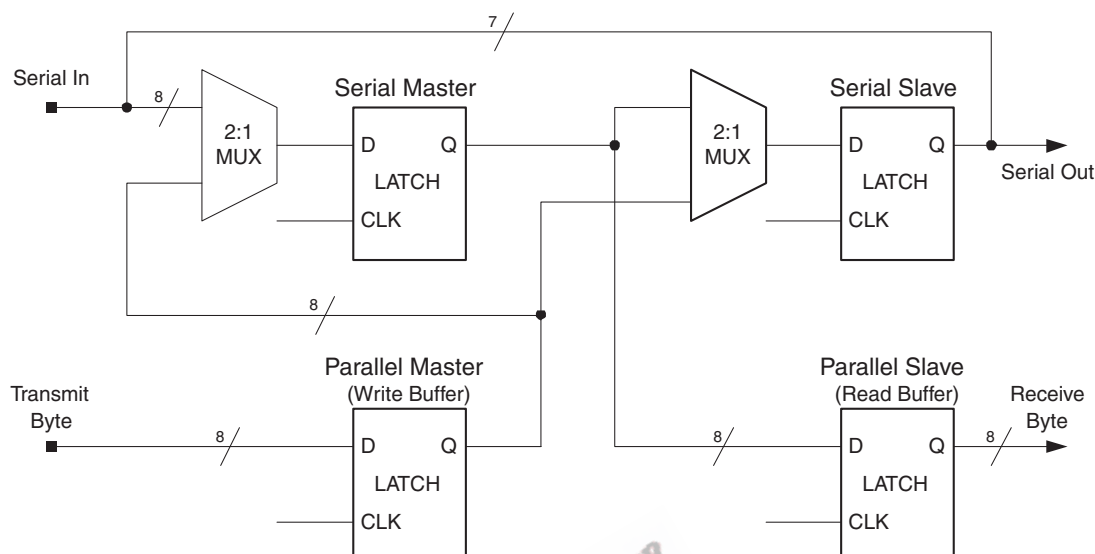 7
Serial In
8
2:1
MUX
Serial Master
D
Q
LATCH
CLK
2:1
MUX
Serial Slave
D
Q
LATCH
CLK
Serial Out
8
Transmit
Byte
8
Parallel Master
(Write Buffer)
D
Q
LATCH
CLK
8
Parallel Slave
(Read Buffer)
D
Q
LATCH
CLK
8
Receive
Byte